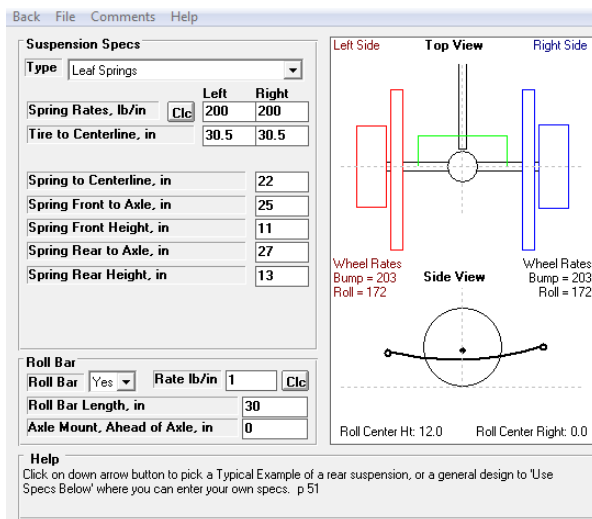 Back File Comments Help
Suspension Specs
Type Leaf Springs
Left Right
Spring Rates, lb/in Clc 200 200
Tire to Centerline, in 30.5 30.5
Spring to Centerline, in 22
Spring Front to Axle, in 25
Spring Front Height, in 11
Spring Rear to Axle, in 27
Spring Rear Height, in 13
Roll Bar
Roll Bar Yes Rate lb/in 1 Clc
Roll Bar Length, in 30
Axle Mount, Ahead of Axle, in 0
Left Side Top View Right Side
Wheel Rates Wheel Rates
Bump = 203 Side View Bump = 203
Roll = 172 Roll = 172
Roll Center Ht: 12.0 Roll Center Right: 0.0
Help
Click on down arrow button to pick a Typical Example of a rear suspension, or a general design to 'Use
Specs Below' where you can enter your own specs. p 51